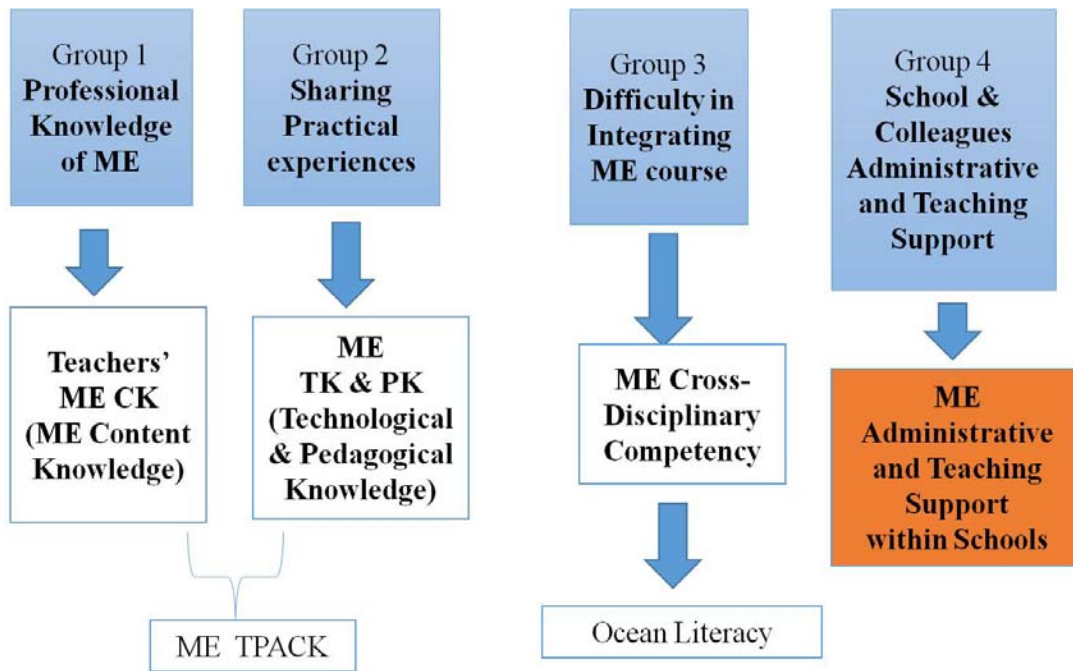 Group 1
Professional
Knowledge
of ME
Group 2
Sharing
Practical
experiences
Group 3
Difficulty in
Integrating
ME course
Group 4
School &
Colleagues
Administrative
and Teaching
Support
Teachers’
ME CK
(ME Content
Knowledge)
ME
TK & PK
(Technological
& Pedagogical
Knowledge)
ME Cross-
Disciplinary
Competency
ME
Administrative
and Teaching
Support
within Schools
ME TPACK
Ocean Literacy